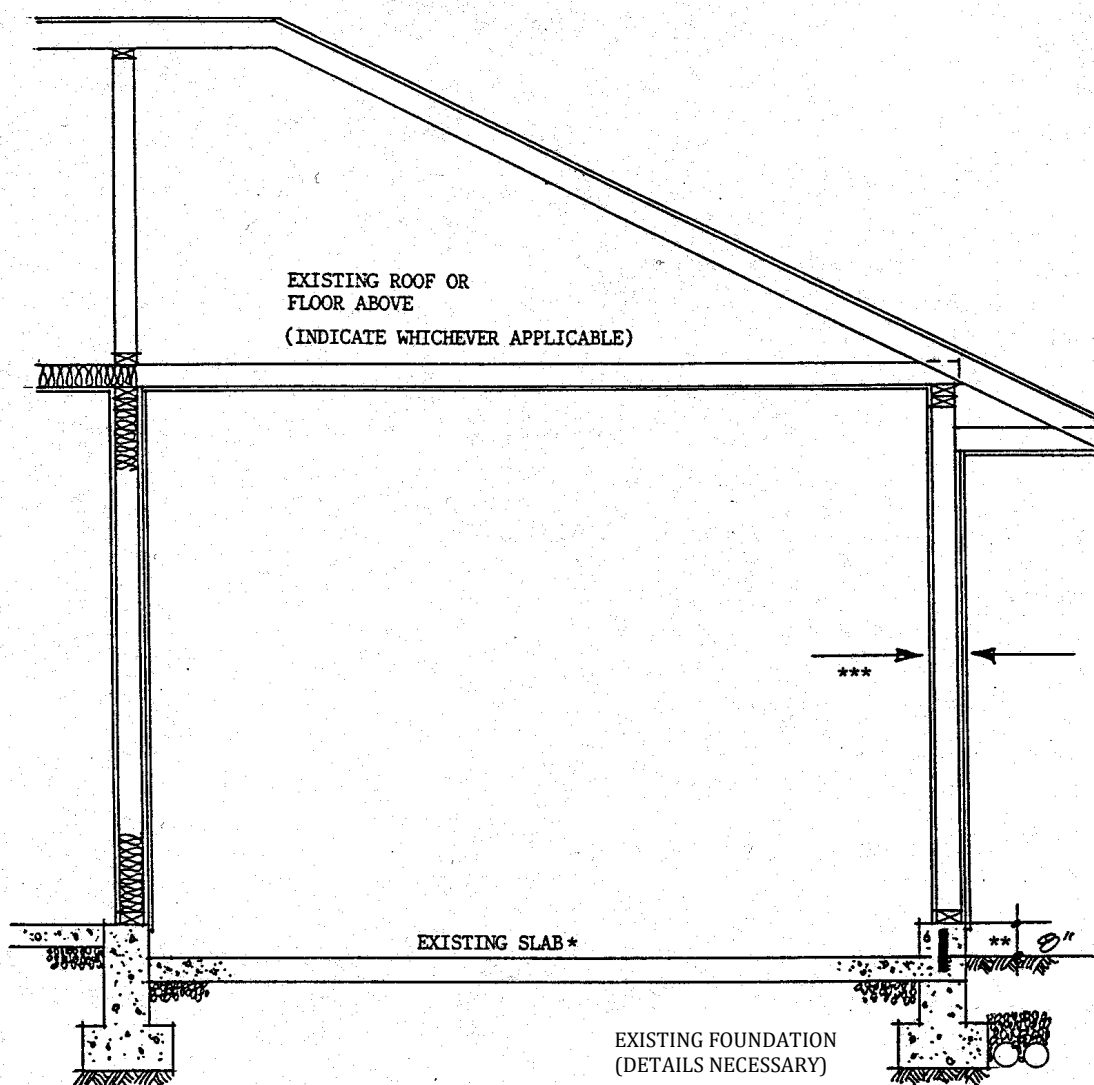 EXISTING ROOF OR
FLOOR ABOVE
(INDICATE WHICHEVER APPLICABLE)
***
EXISTING SLAB*
** 8"
EXISTING FOUNDATION
(DETAILS NECESSARY)